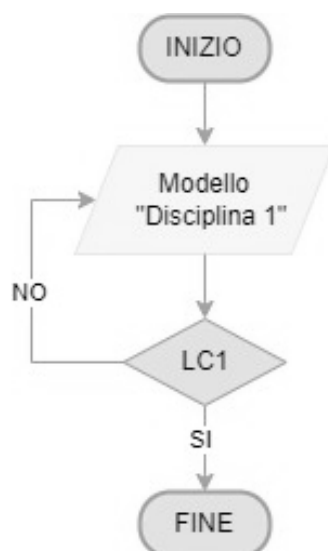 INIZIO
Modello
"Disciplina 1"
NO
LC1
SI
FINE